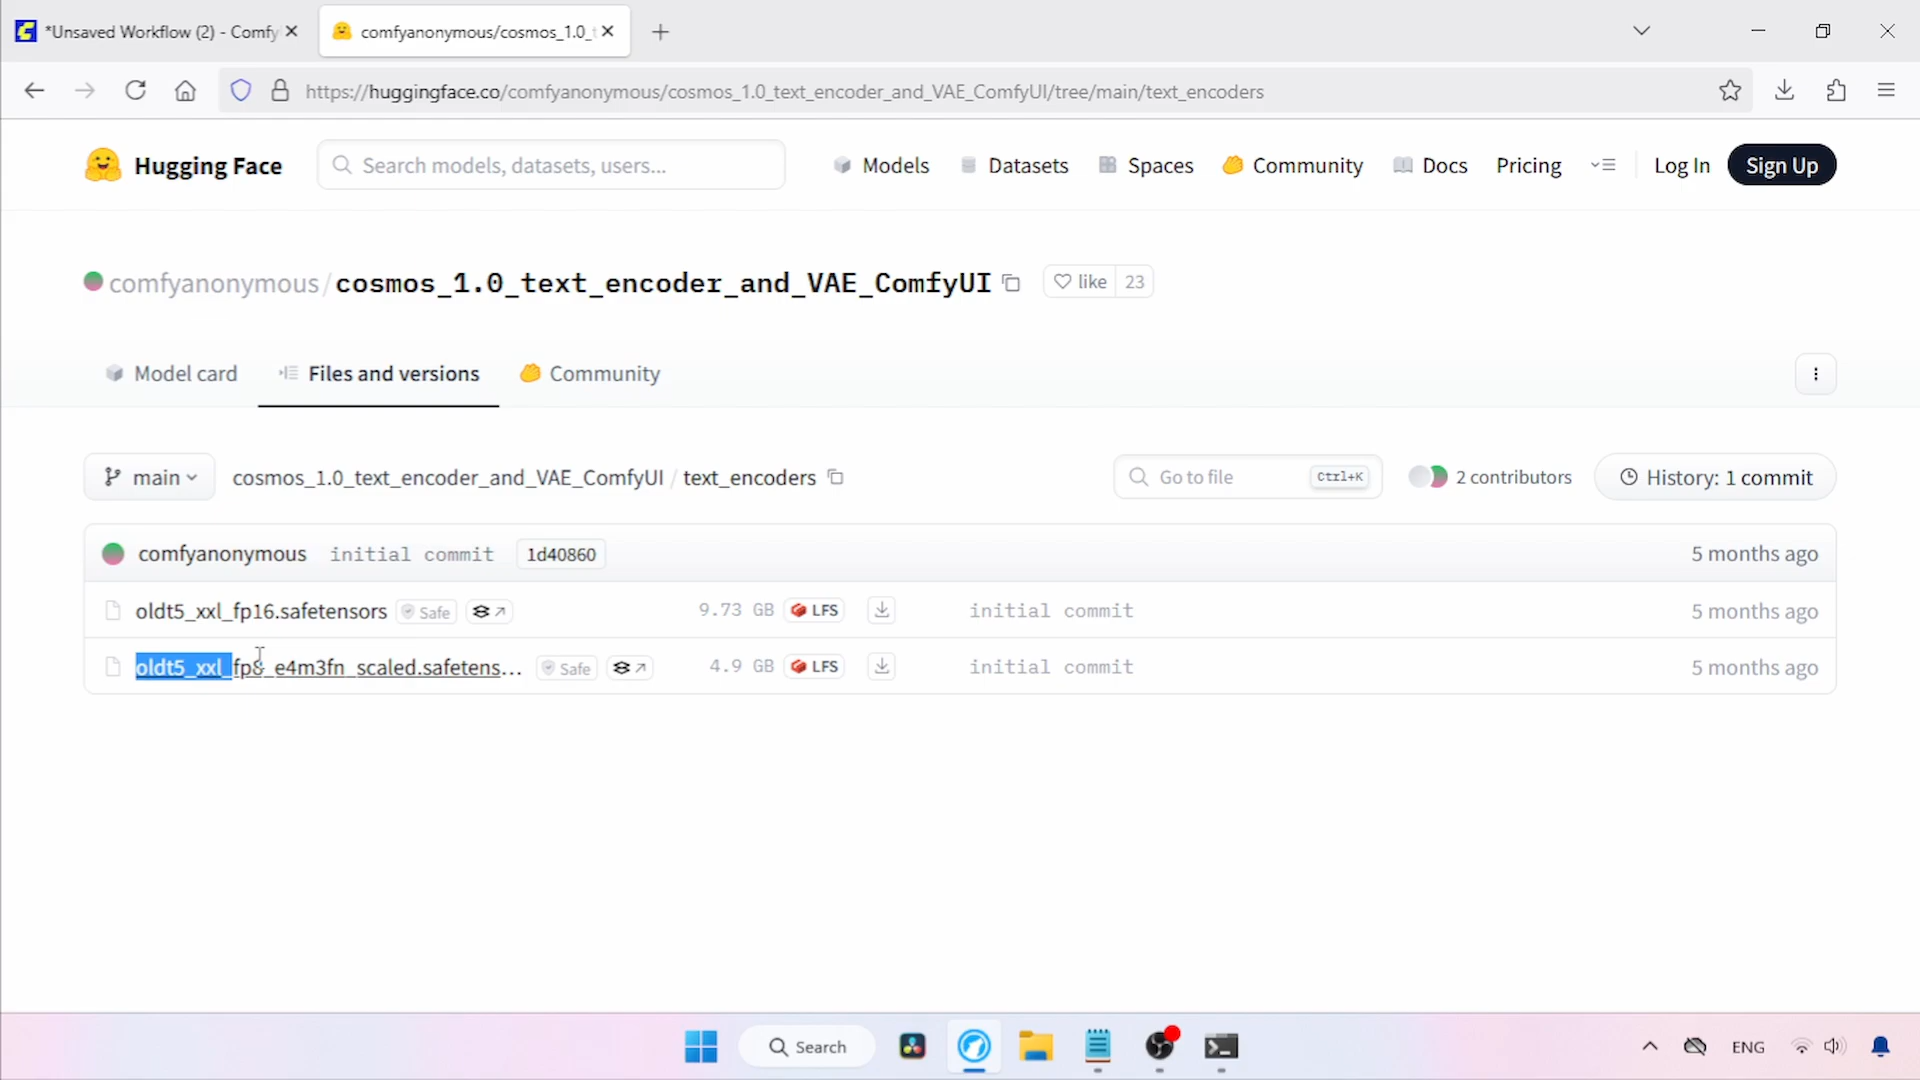 *Unsaved Workflow (2) - Comfy
comfyanonymous/cosmos_1.0_t
https://huggingface.co/comfyanonymous/cosmos_1.0_text_encoder_and_VAE_ComfyUI/tree/main/text_encoders
Hugging Face
Search models, datasets, users...
Models
Datasets
Spaces
Community
Docs
Pricing
Log In
Sign Up
comfyanonymous/cosmos_1.0_text_encoder_and_VAE_ComfyUI
like 23
Model card
Files and versions
Community
main
cosmos_1.0_text_encoder_and_VAE_ComfyUI / text_encoders
Go to file
Ctrl+K
2 contributors
History: 1 commit
comfyanonymous initial commit 1d40860 5 months ago
oldt5_xxl_fp16.safetensors Safe 9.73 GB LFS initial commit 5 months ago
oldt5_xxl_fp8_e4m3fn_scaled.safetens... Safe 4.9 GB LFS initial commit 5 months ago
Search
ENG